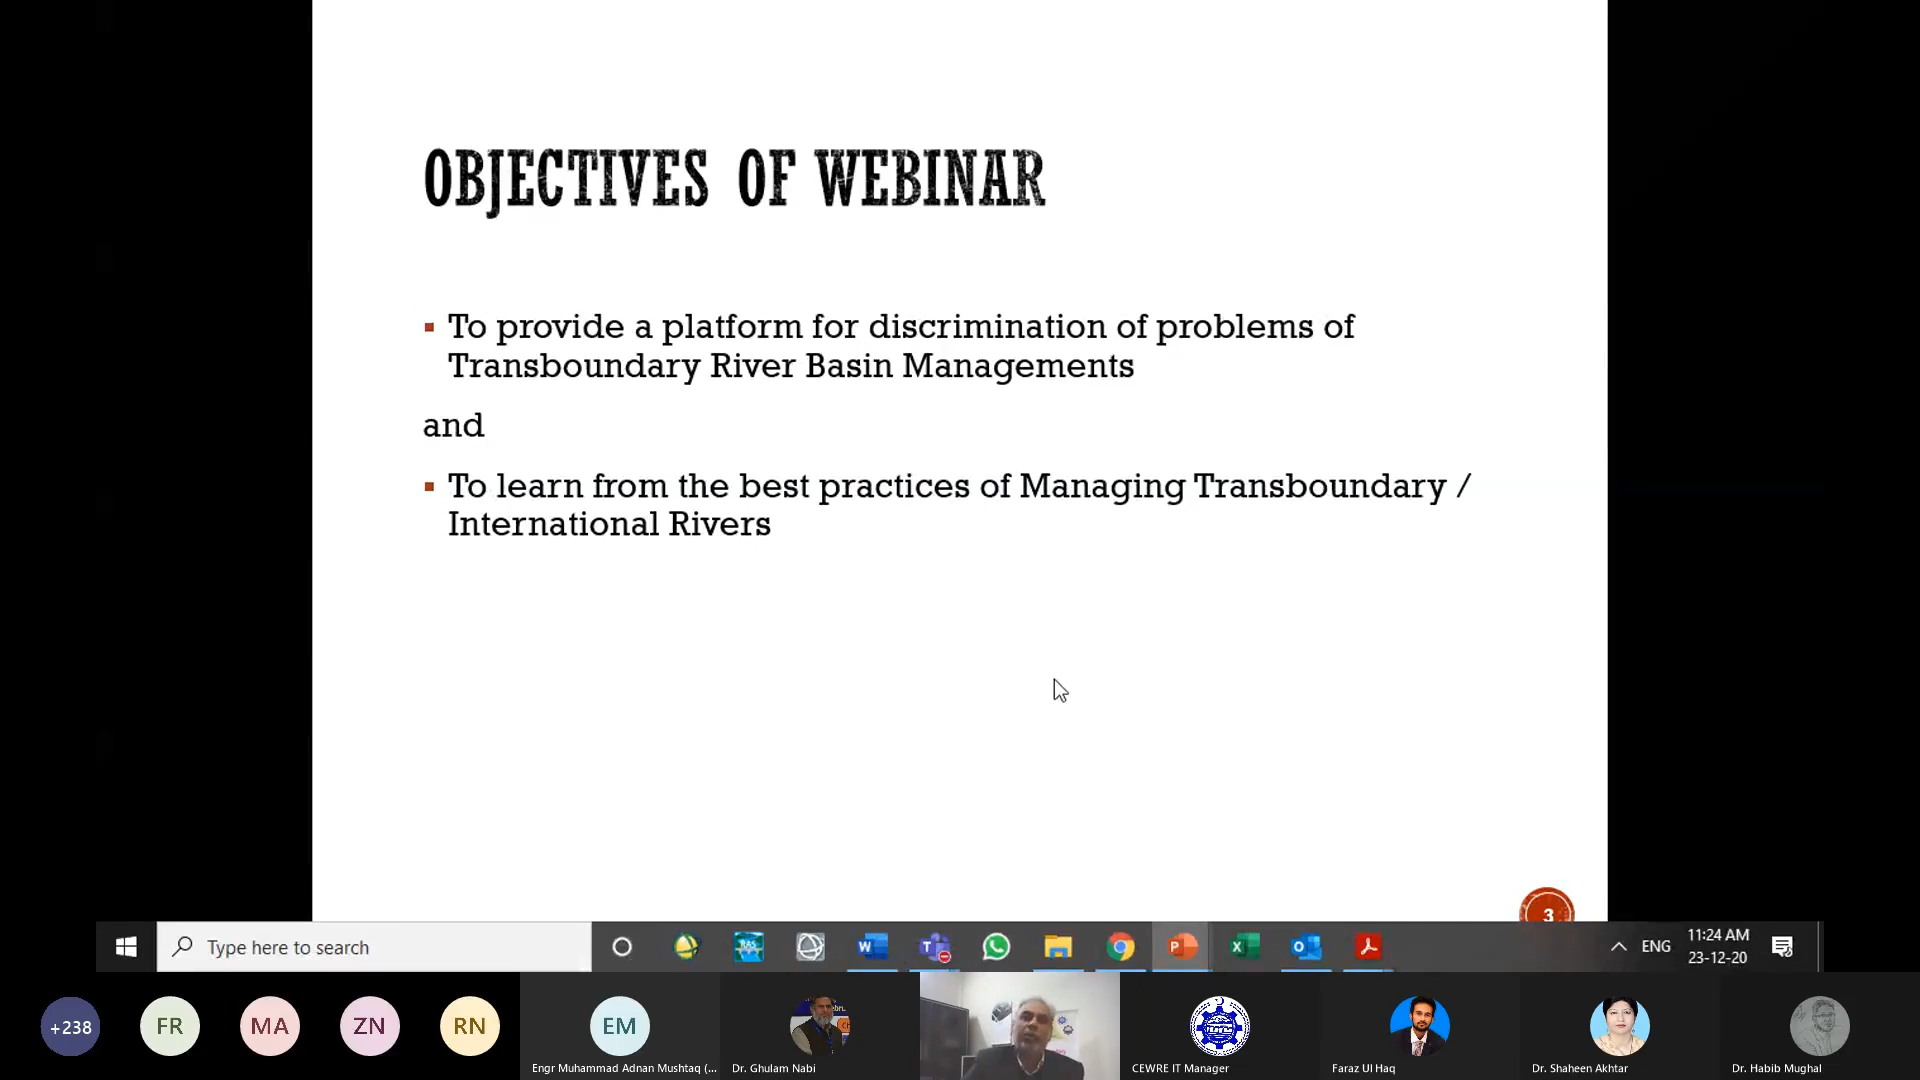 OBJECTIVES OF WEBINAR
▪ To provide a platform for discrimination of problems of
Transboundary River Basin Managements
and
▪ To learn from the best practices of Managing Transboundary /
International Rivers
3
Type here to search
ENG
11:24 AM
23-12-20
+238
FR
MA
ZN
RN
EM
Engr Muhammad Adnan Mushtaq (...
Dr. Ghulam Nabi
CEWRE IT Manager
Faraz Ul Haq
Dr. Shaheen Akhtar
Dr. Habib Mughal